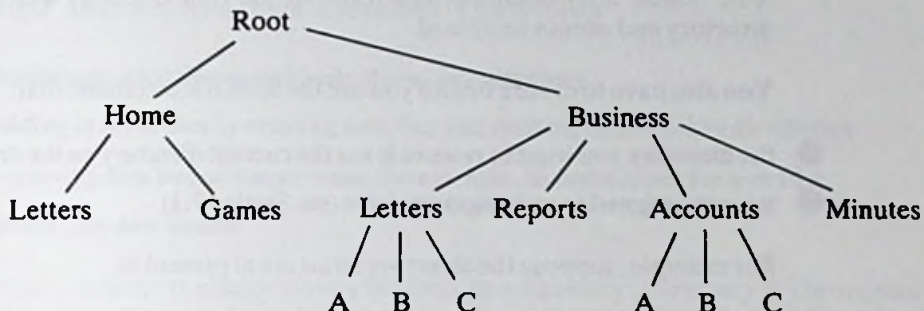 Root
Home Business
Letters Games Letters Reports Accounts Minutes
A B C A B C